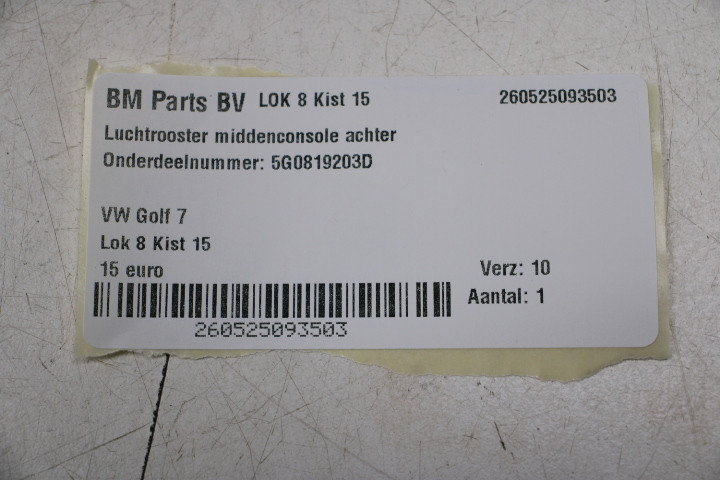 BM Parts BV LOK 8 Kist 15 260525093503
Luchtrooster middenconsole achter
Onderdeelnummer: 5G0819203D
VW Golf 7
Lok 8 Kist 15
15 euro Verz: 10
Aantal: 1
260525093503